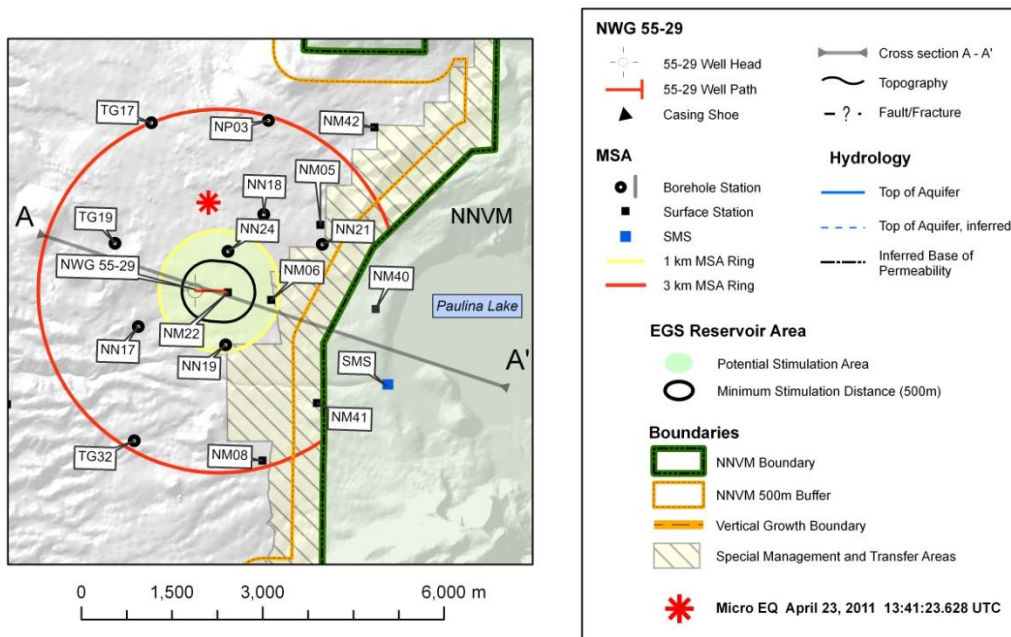 TG17
NP03
NM42
NN18
NM05
NNVM
TG19
A
NN24
NN21
NWG 55-29
NM06
NM40
Paulina Lake
NM22
NN17
NN19
A'
SMS
NM41
TG32
NM08
0 1,500 3,000 6,000 m
NWG 55-29
55-29 Well Head
55-29 Well Path
Casing Shoe
Cross section A - A'
Topography
?
Fault/Fracture
MSA
Borehole Station
Surface Station
SMS
1 km MSA Ring
3 km MSA Ring
Hydrology
Top of Aquifer
Top of Aquifer, inferred
Inferred Base of
Permeability
EGS Reservoir Area
Potential Stimulation Area
Minimum Stimulation Distance (500m)
Boundaries
NNVM Boundary
NNVM 500m Buffer
Vertical Growth Boundary
Special Management and Transfer Areas
Micro EQ April 23, 2011 13:41:23.628 UTC